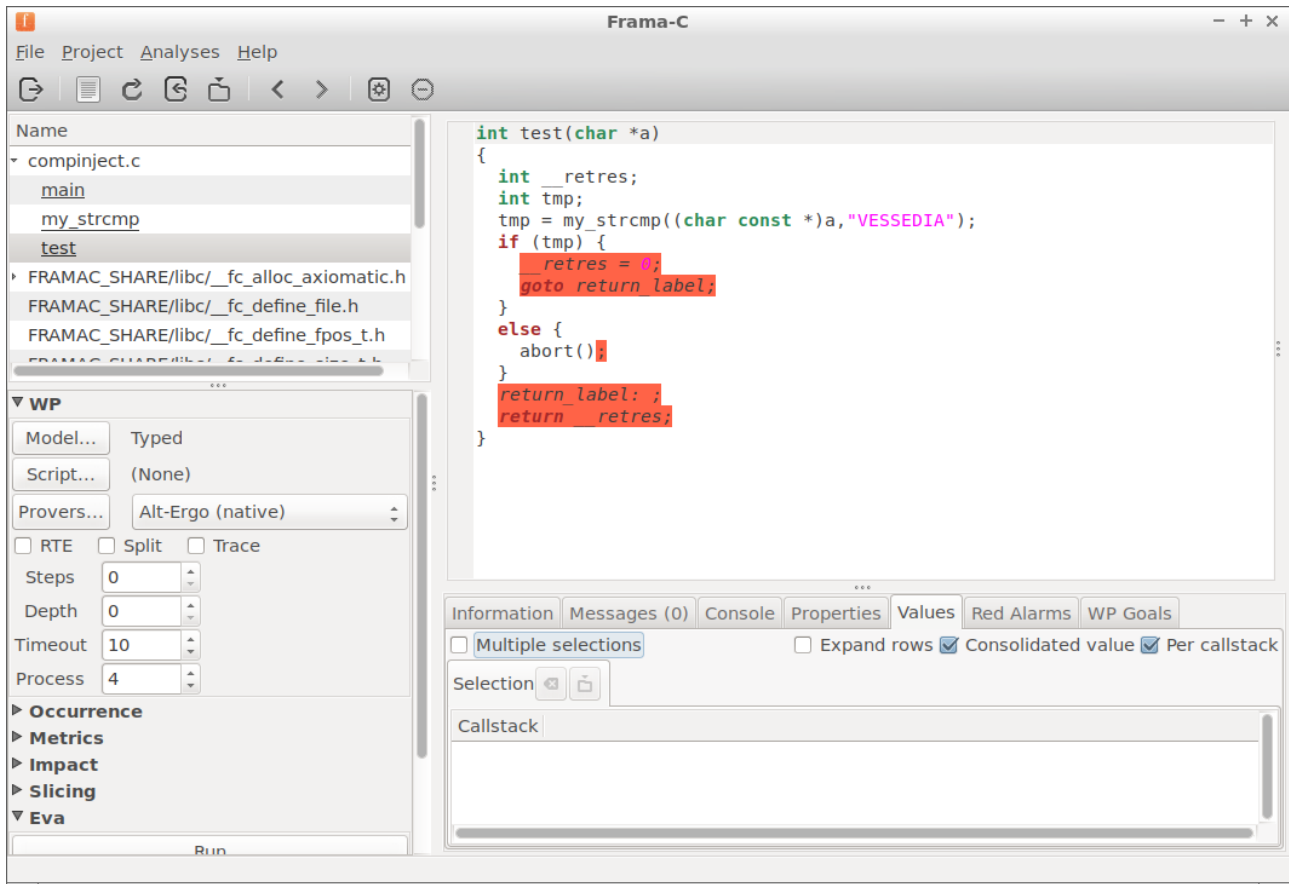 Frama-C
File Project Analyses Help
Name
compinject.c
main
my_strcmp
test
FRAMAC_SHARE/libc/__fc_alloc_axiomatic.h
FRAMAC_SHARE/libc/__fc_define_file.h
FRAMAC_SHARE/libc/__fc_define_fpos_t.h
FRAMAC_SHARE/libc/__fc_define_size_t.h
WP
Model... Typed
Script... (None)
Provers... Alt-Ergo (native)
RTE Split Trace
Steps 0
Depth 0
Timeout 10
Process 4
Occurrence
Metrics
Impact
Slicing
Eva
Run
int test(char *a)
{
int __retres;
int tmp;
tmp = my_strcmp((char const *)a,"VESSEDIA");
if (tmp) {
__retres = 0;
goto return_label;
}
else {
abort();
}
return_label: ;
return __retres;
}
Information Messages (0) Console Properties Values Red Alarms WP Goals
Multiple selections Expand rows Consolidated value Per callstack
Selection
Callstack